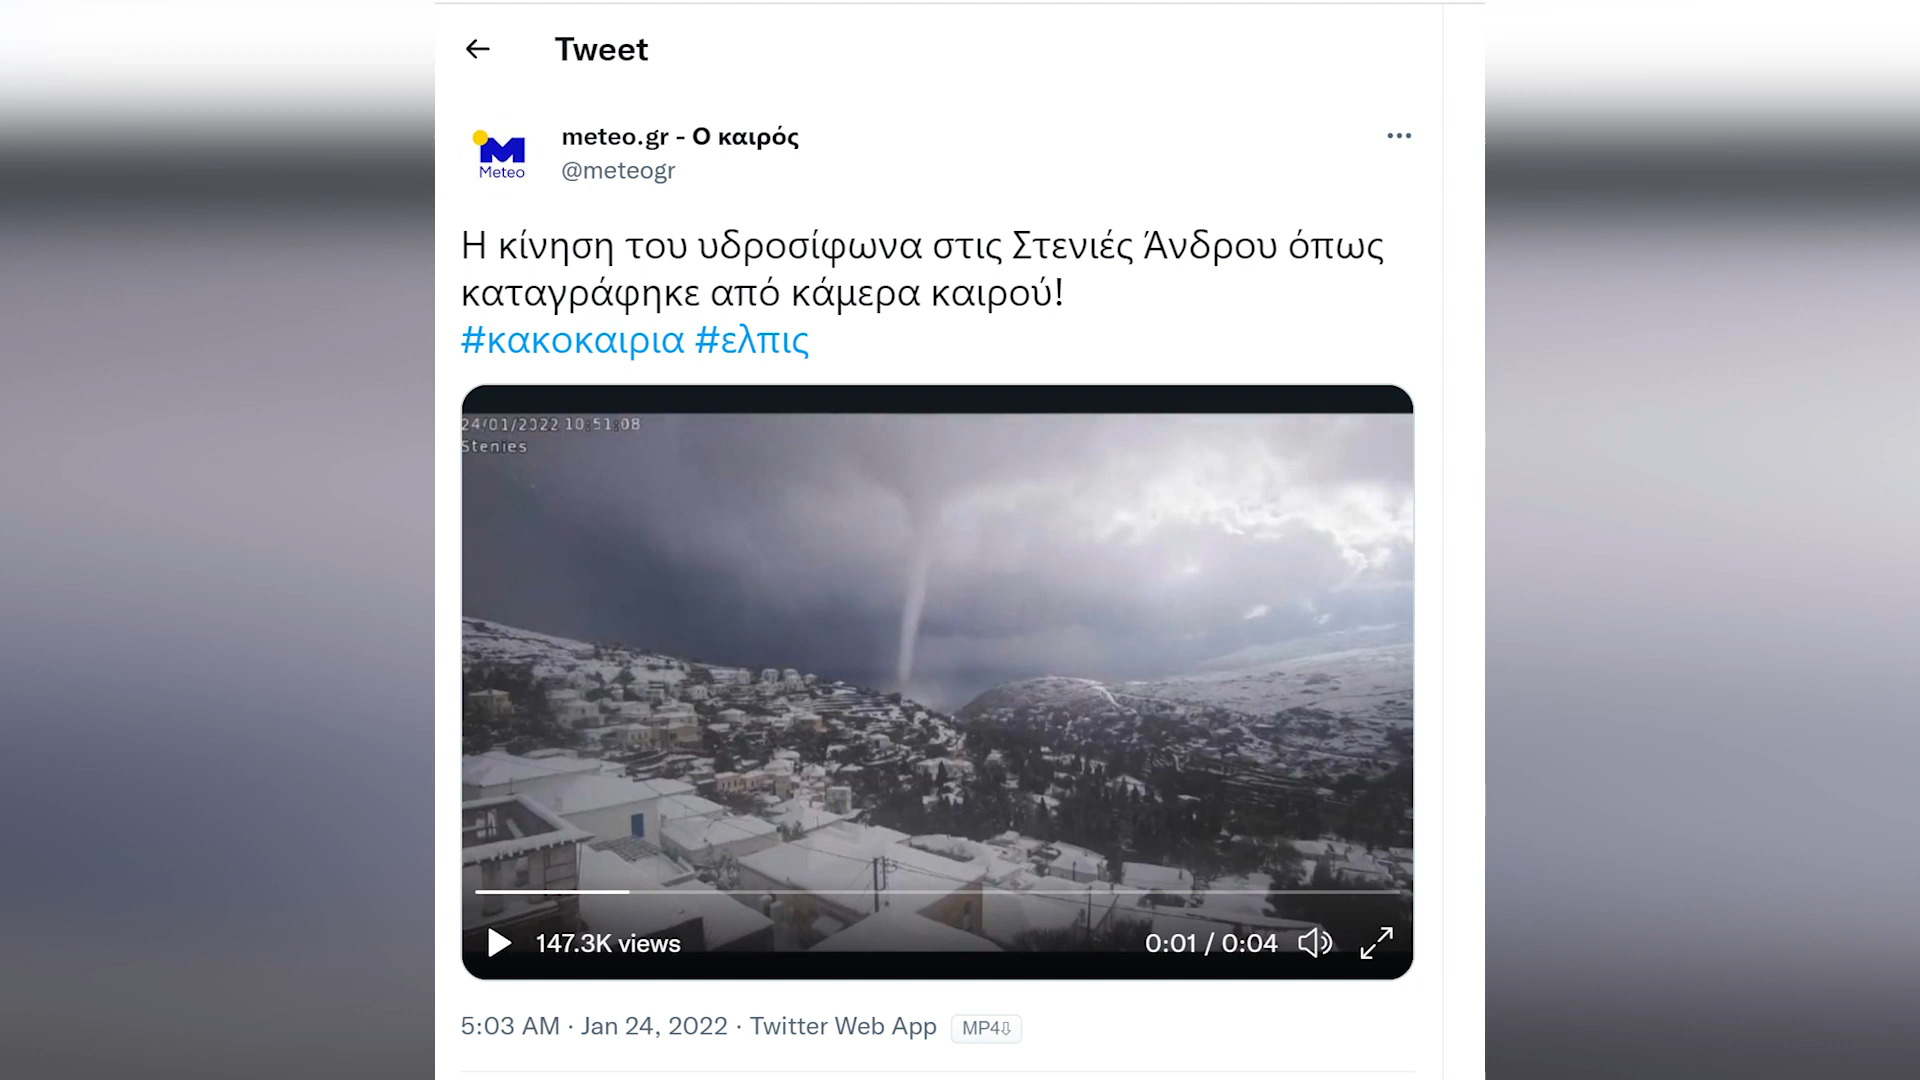 Tweet
meteo.gr - Ο καιρός
@meteogr
Meteo
Η κίνηση του υδροσίφωνα στις Στενιές Άνδρου όπως
καταγράφηκε από κάμερα καιρού!
#κακοκαιρια #ελπις
24/01/2022 10:51:08
Stenies
147.3K views
0:01 / 0:04
5:03 AM · Jan 24, 2022 · Twitter Web App
MP4⇩